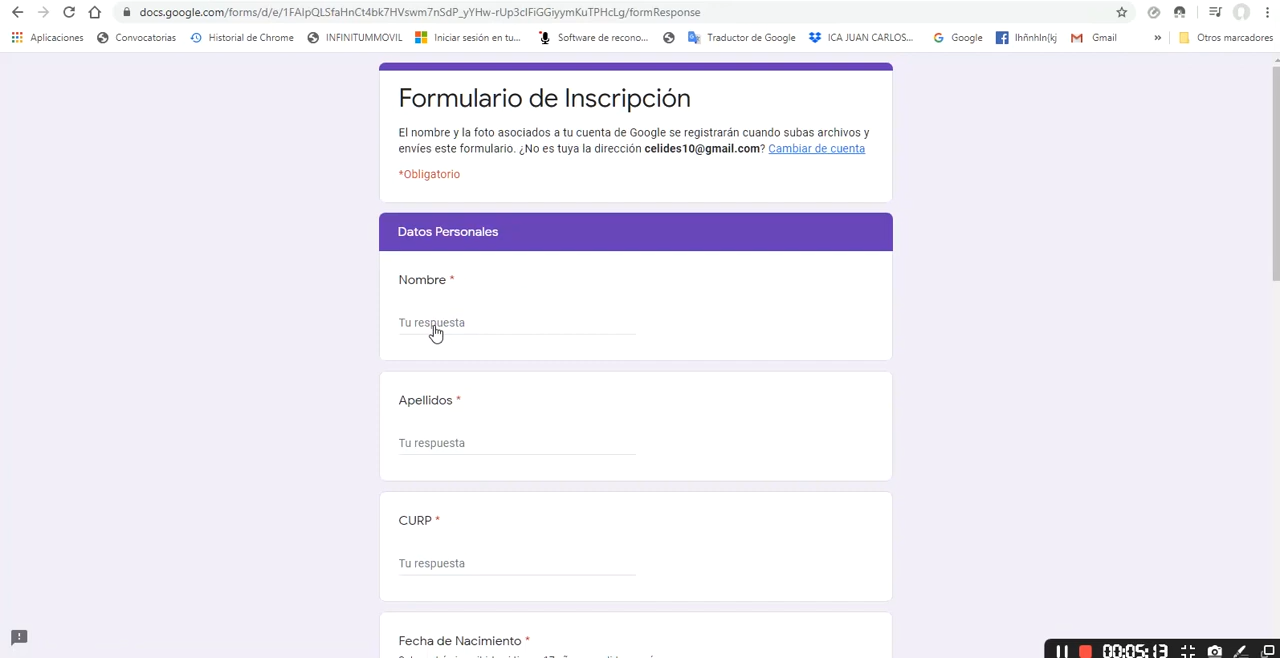 docs.google.com/forms/d/e/1FAIpQLSfaHnCt4bk7HVswm7nSdP_yYHw-rUp3cIFiGGiyymKuTPHcLg/formResponse
Aplicaciones Convocatorias Historial de Chrome INFINITUMMOVIL Iniciar sesión en tu... Software de recono... Traductor de Google ICA JUAN CARLOS... Google Ihñnhln{kj Gmail » Otros marcadores
Formulario de Inscripción
El nombre y la foto asociados a tu cuenta de Google se registrarán cuando subas archivos y
envíes este formulario. ¿No es tuya la dirección celides10@gmail.com? Cambiar de cuenta
*Obligatorio
Datos Personales
Nombre *
Tu respuesta
Apellidos *
Tu respuesta
CURP *
Tu respuesta
Fecha de Nacimiento *
00:05:13